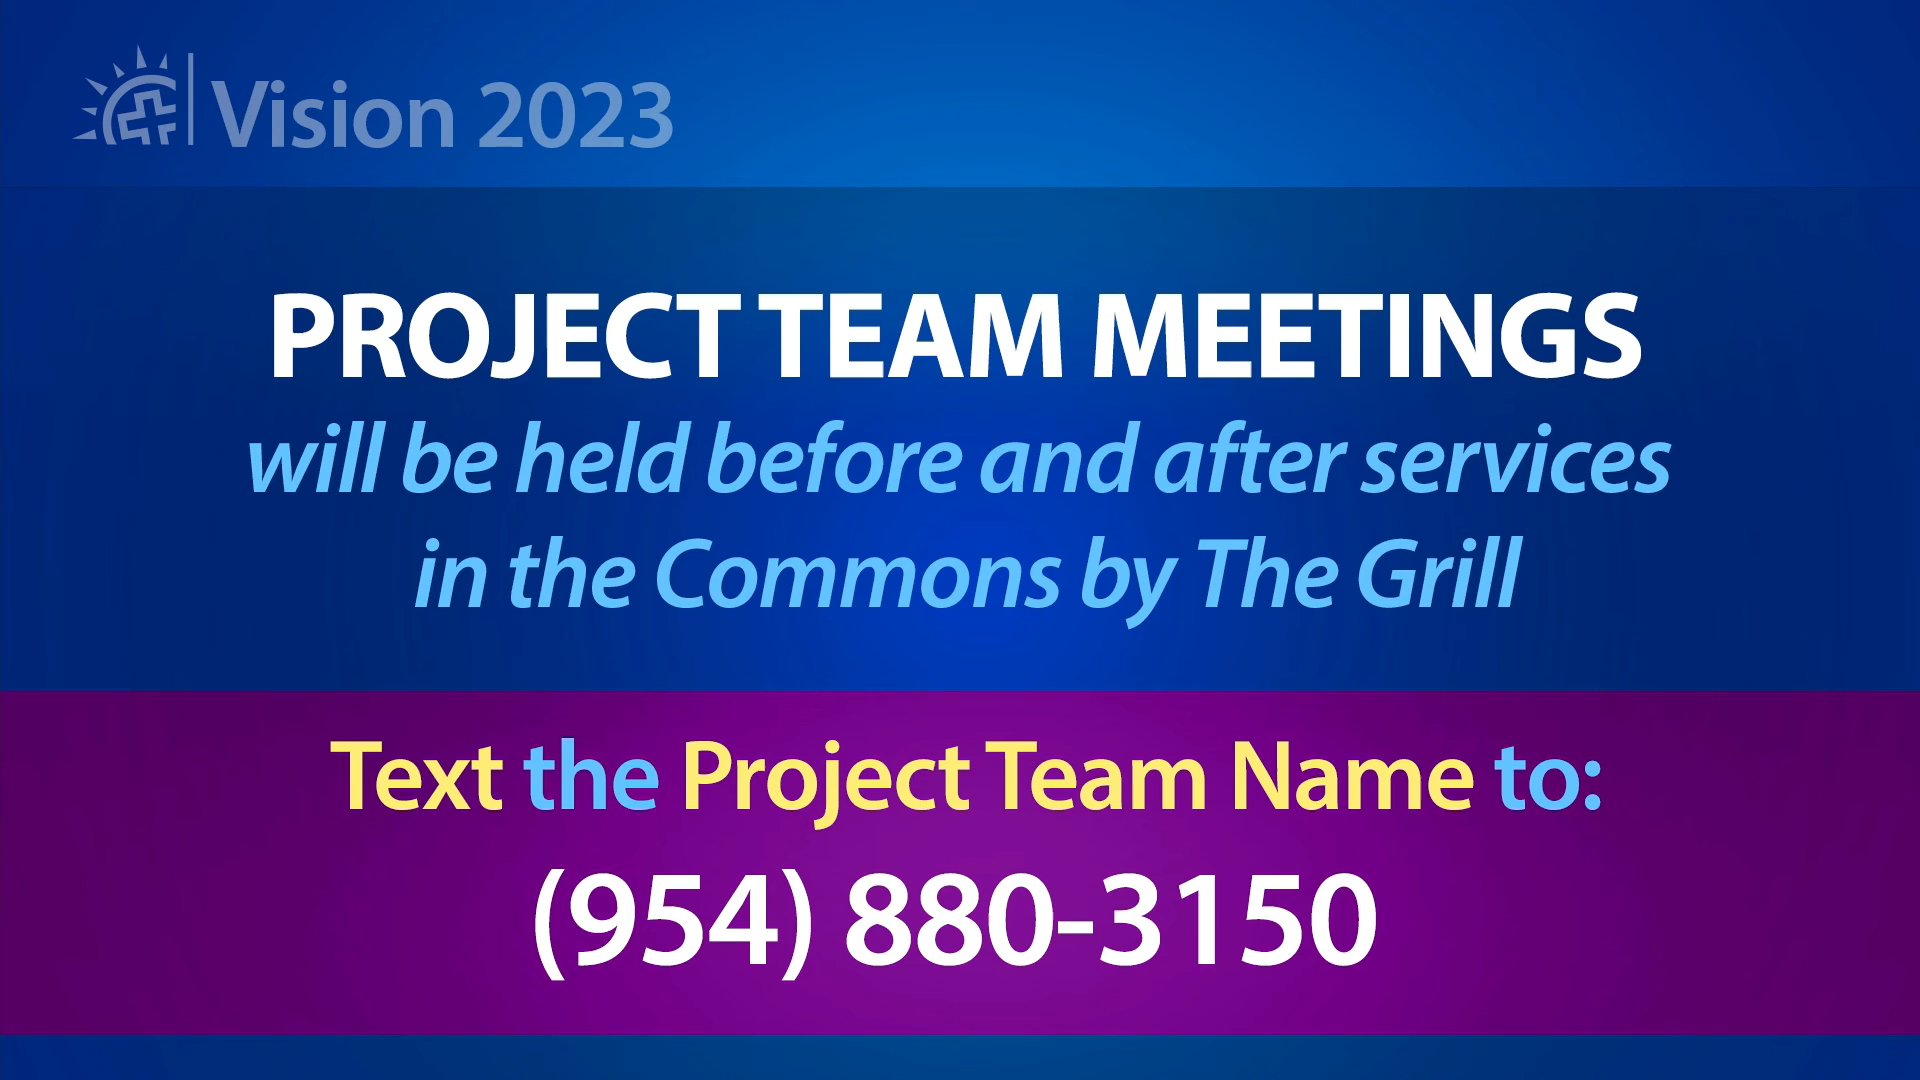 Vision 2023
PROJECT TEAM MEETINGS
will be held before and after services
in the Commons by The Grill
Text the Project Team Name to:
(954) 880-3150